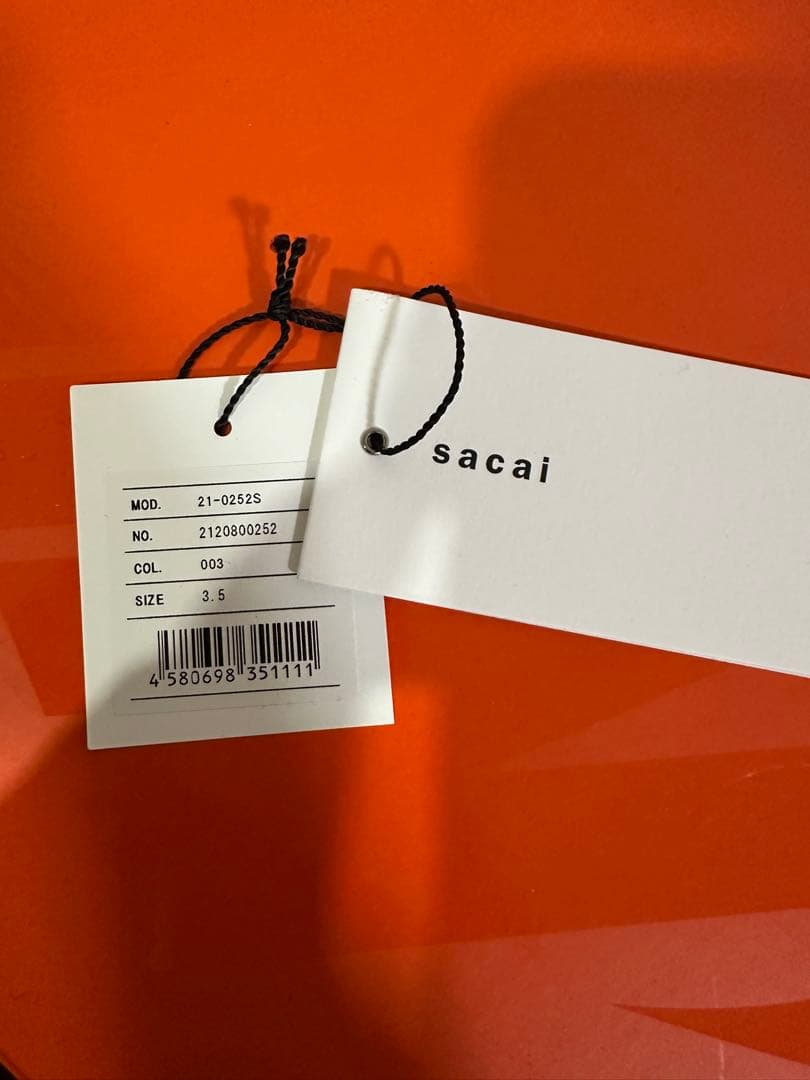 sacai
MOD. 21-0252S
NO. 2120800252
COL. 003
SIZE 3.5
4 580698 351111